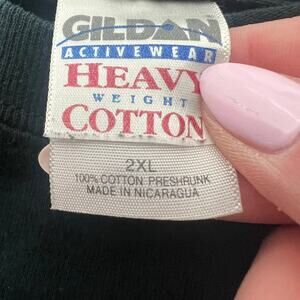 GILDAN
ACTIVEWEAR
HEAVY
WEIGHT
COTTON
2XL
100% COTTON PRESHRUNK
MADE IN NICARAGUA